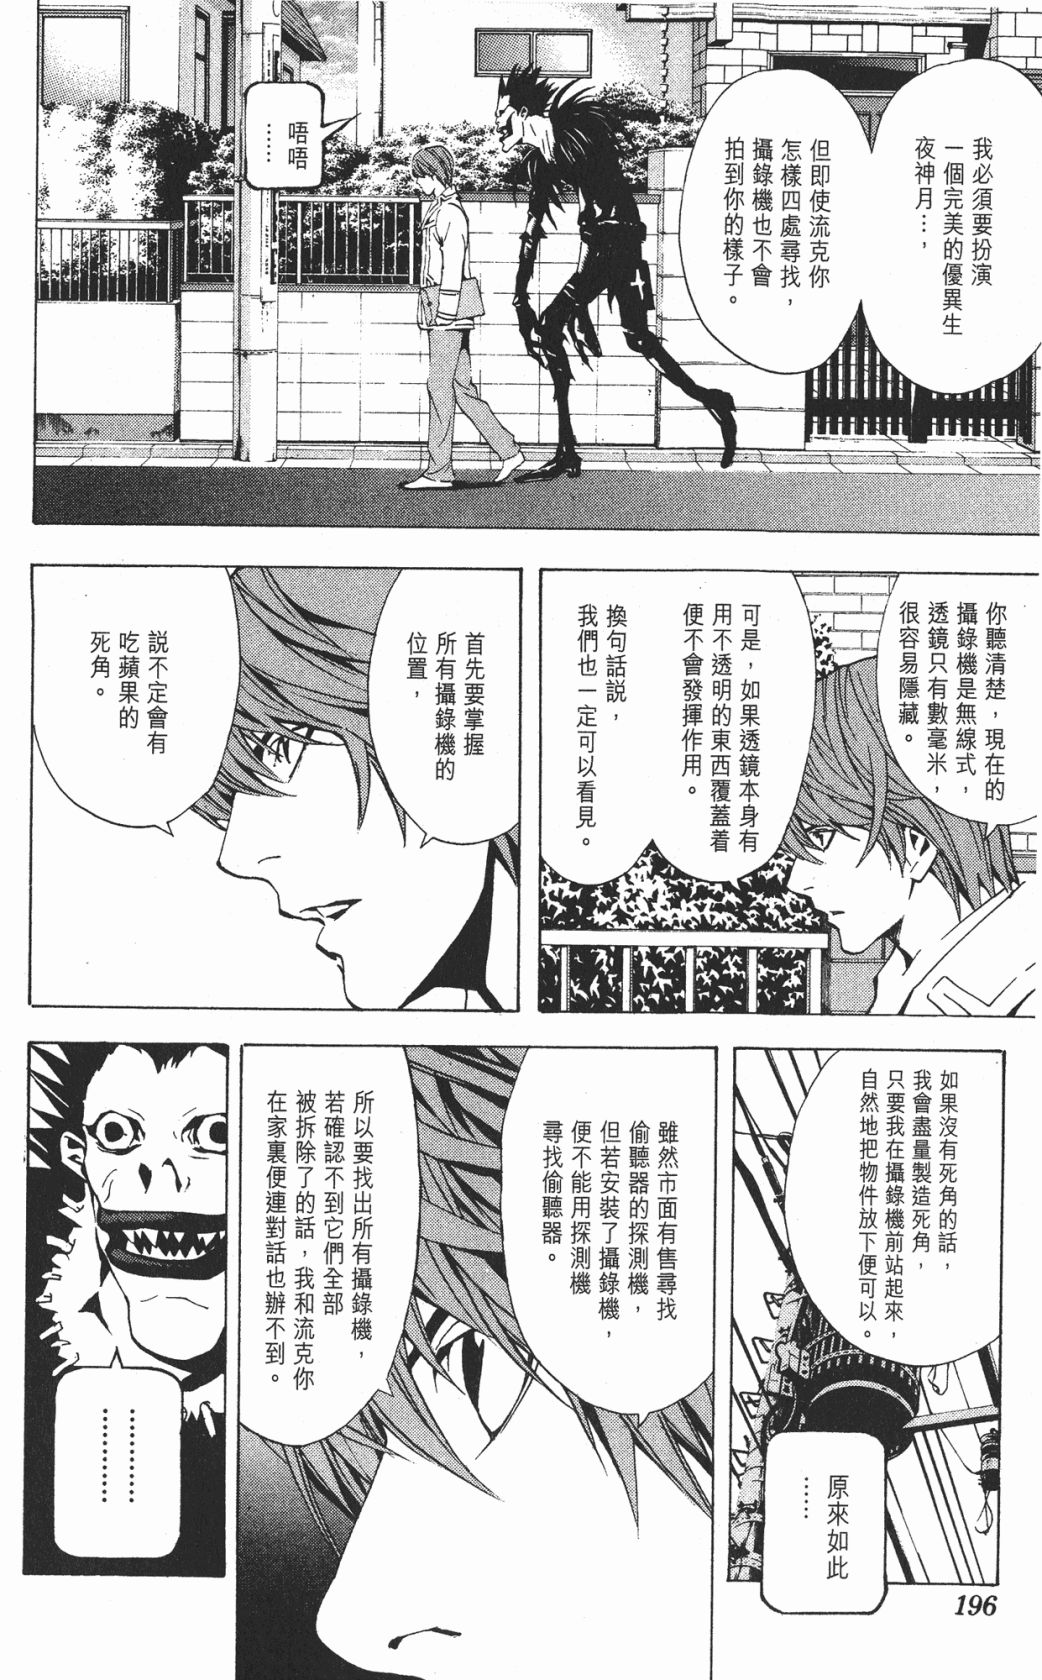 我必須要扮演
一個完美的優異生
夜神月…，
但即使流克你
怎樣四處尋找，
攝錄機也不會
拍到你的樣子。
唔唔
……
你聽清楚，現在的
攝錄機是無線式，
透鏡只有數毫米，
很容易隱藏。
可是，如果透鏡本身有
用不透明的東西覆蓋着
便不會發揮作用。
換句話說，
我們也一定可以看見。
首先要掌握
所有攝錄機的
位置，
説不定會有
吃蘋果的
死角。
如果沒有死角的話，
我會盡量製造死角，
只要我在攝錄機前站起來，
自然地把物件放下便可以。
原來如此
……
雖然市面有售尋找
偷聽器的探測機，
但若安裝了攝錄機，
便不能用探測機
尋找偷聽器。
所以要找出所有攝錄機，
若確認不到它們全部
被拆除了的話，我和流克你
在家裏便連對話也辦不到。
…………
…………
196